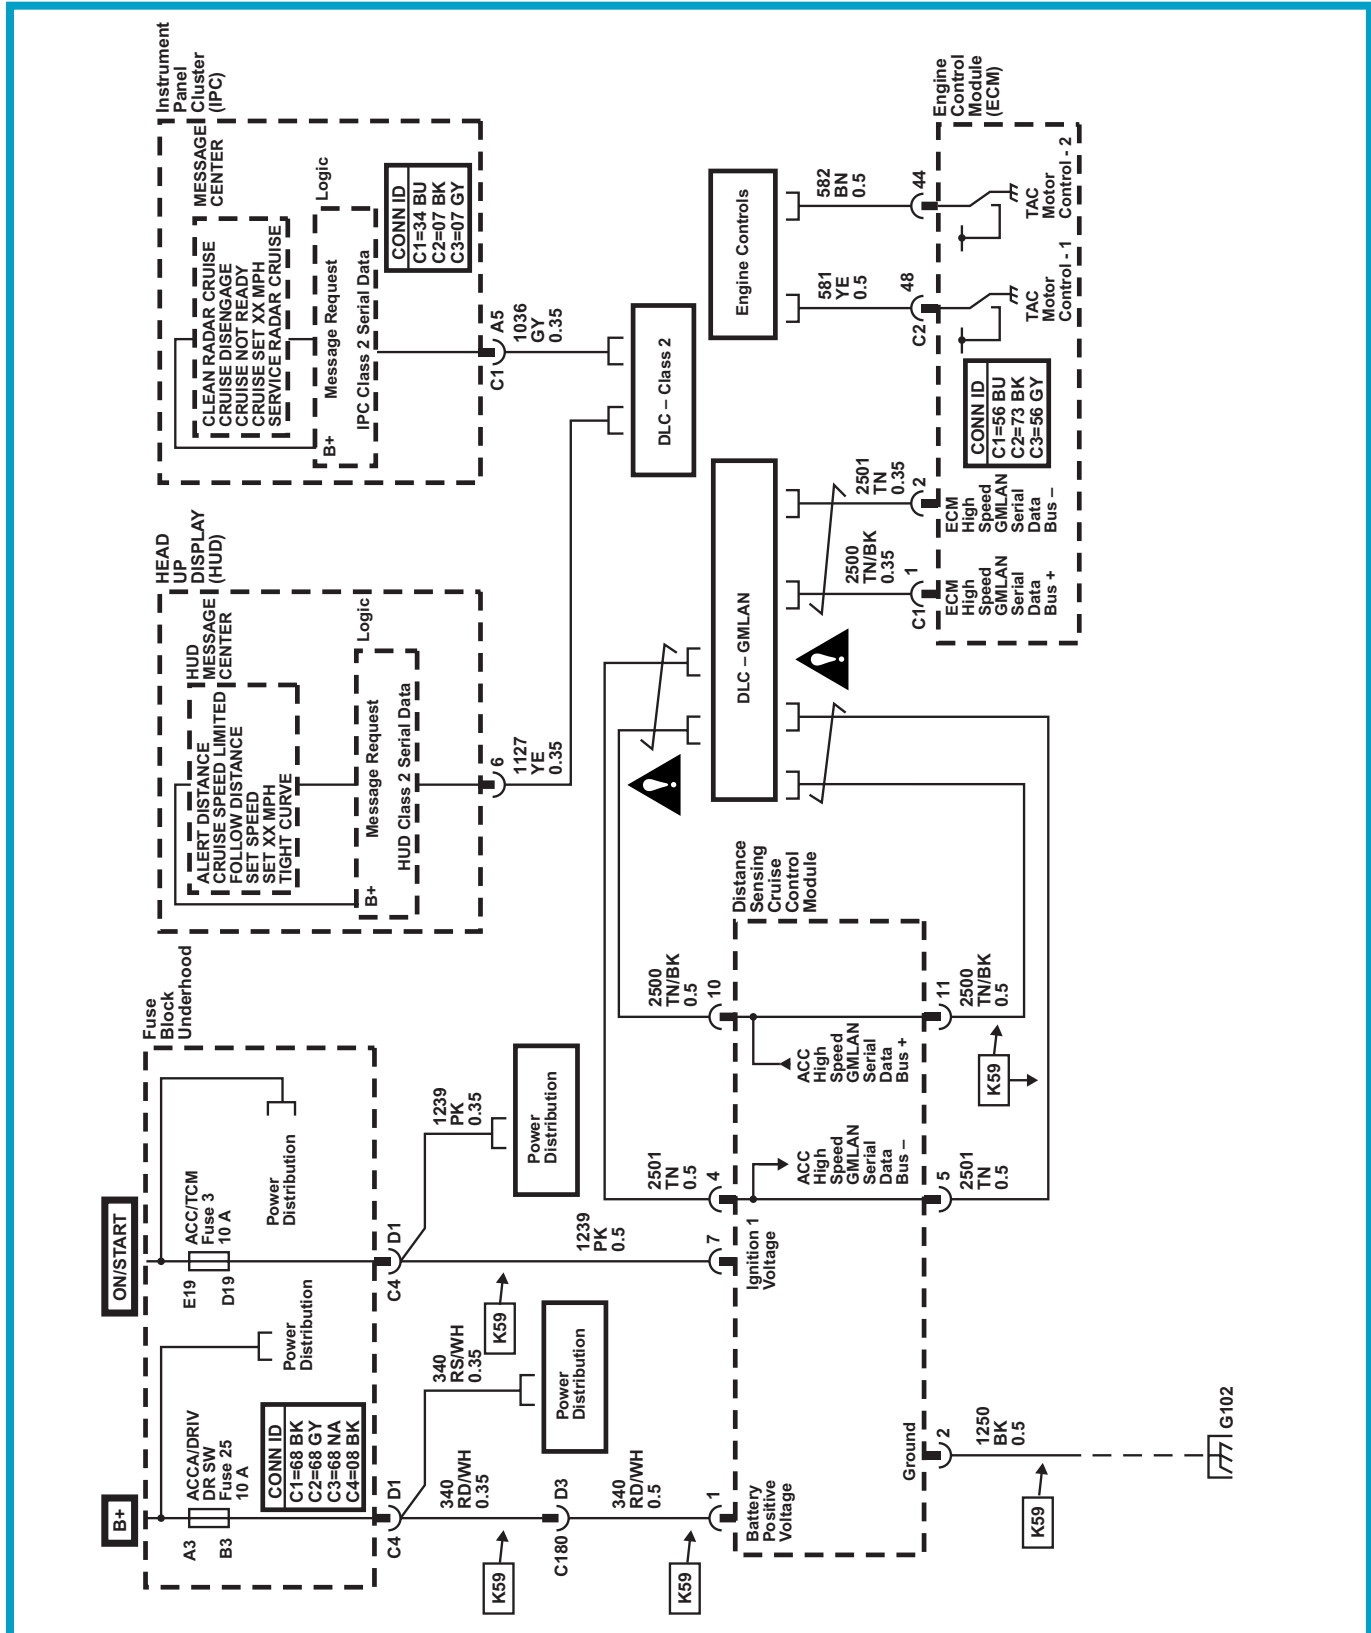 B+
A3
B3
ACCA/DRIV
DR SW
Fuse 25
10 A
CONN ID
C1=68 BK
C2=68 GY
C3=68 NA
C4=08 BK
Power
Distribution
ON/START
E19
D19
ACC/TCM
Fuse 3
10 A
Power
Distribution
Fuse
Block
Underhood
C4
D1
340
RD/WH
0.35
K59
340
RS/WH
0.35
Power
Distribution
C180
D3
340
RD/WH
0.5
K59
1
C4
D1
1239
PK
0.35
Power
Distribution
K59
1239
PK
0.5
7
HEAD
UP
DISPLAY
(HUD)
HUD
MESSAGE
CENTER
ALERT DISTANCE
CRUISE SPEED LIMITED
FOLLOW DISTANCE
SET SPEED
SET XX MPH
TIGHT CURVE
B+
Message Request
HUD Class 2 Serial Data
Logic
6
1127
YE
0.35
Instrument
Panel
Cluster
(IPC)
MESSAGE
CENTER
CLEAN RADAR CRUISE
CRUISE DISENGAGE
CRUISE NOT READY
CRUISE SET XX MPH
SERVICE RADAR CRUISE
B+
Message Request
IPC Class 2 Serial Data
Logic
CONN ID
C1=34 BU
C2=07 BK
C3=07 GY
C1
A5
1036
GY
0.35
DLC – Class 2
2501
TN
0.5
4
2500
TN/BK
0.5
10
Distance
Sensing
Cruise
Control
Module
Battery
Positive
Voltage
Ignition 1
Voltage
ACC
High
Speed
GMLAN
Serial
Data
Bus –
ACC
High
Speed
GMLAN
Serial
Data
Bus +
Ground
2
1250
BK
0.5
K59
G102
5
2501
TN
0.5
11
2500
TN/BK
0.5
K59
DLC – GMLAN
Engine Controls
2500
TN/BK
0.35
C1
1
2501
TN
0.35
2
581
YE
0.5
C2
48
582
BN
0.5
44
Engine
Control
Module
(ECM)
ECM
High
Speed
GMLAN
Serial
Data
Bus +
ECM
High
Speed
GMLAN
Serial
Data
Bus –
CONN ID
C1=56 BU
C2=73 BK
C3=56 GY
TAC
Motor
Control - 1
TAC
Motor
Control - 2